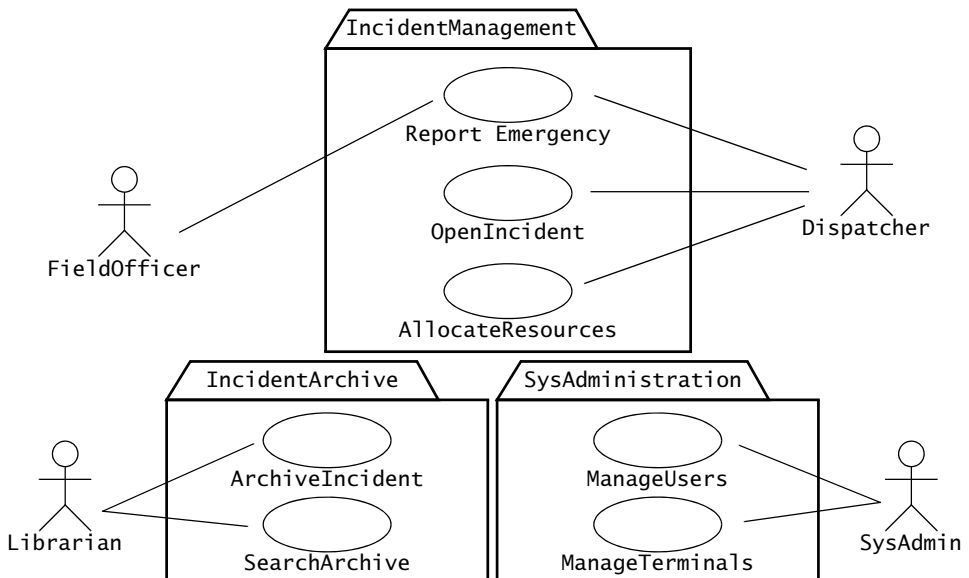 IncidentManagement
Report Emergency
OpenIncident
AllocateResources
FieldOfficer
Dispatcher
IncidentArchive
ArchiveIncident
SearchArchive
Librarian
SysAdministration
ManageUsers
ManageTerminals
SysAdmin